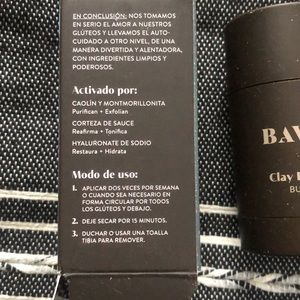 EN CONCLUSIÓN: NOS TOMAMOS
EN SERIO EL AMOR A NUESTROS
GLÚTEOS Y LLEVAMOS EL AUTO-
CUIDADO A OTRO NIVEL, DE UNA
MANERA DIVERTIDA Y ALENTADORA,
CON INGREDIENTES LIMPIOS Y
PODEROSOS.
Activado por:
CAOLÍN Y MONTMORILLONITA
Purifican + Exfolian
CORTEZA DE SAUCE
Reafirma + Tonifica
HYALURONATE DE SODIO
Restaura + Hidrata
Modo de uso:
1. APLICAR DOS VECES POR SEMANA
O CUANDO SEA NECESARIO EN
FORMA CIRCULAR POR TODOS
LOS GLÚTEOS Y DEBAJO.
2. DEJE SECAR POR 15 MINUTOS.
3. DUCHAR O USAR UNA TOALLA
TIBIA PARA REMOVER.
BAW
Clay
BU